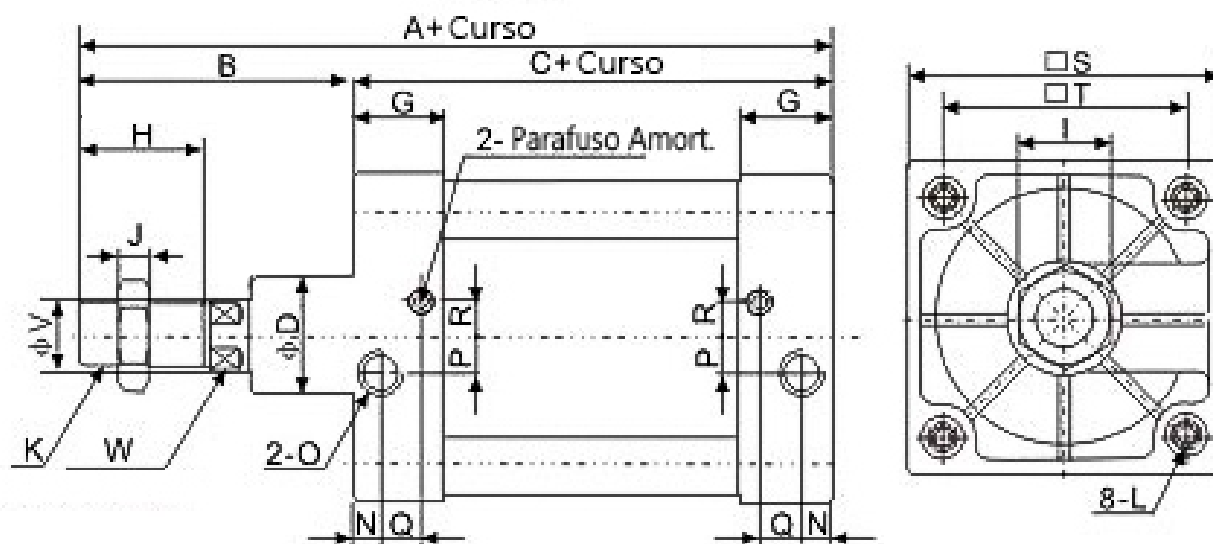 A+ Curso
B
C+ Curso
G
G
H
2- Parafuso Amort.
J
ΦV
ΦD
R
P
R
P
K
W
2-O
N
Q
Q
N
□S
□T
I
8-L